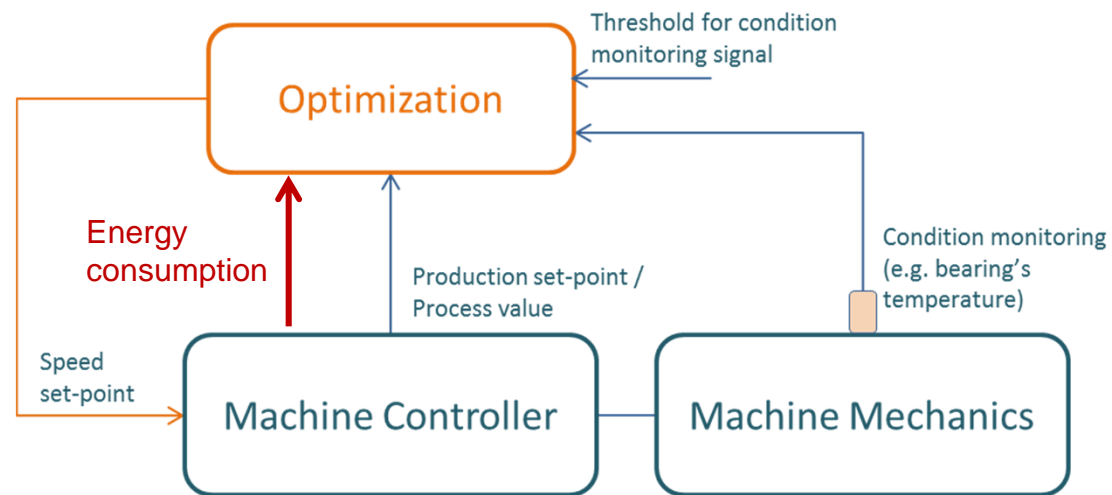 Threshold for condition
monitoring signal
Optimization
Energy
consumption
Condition monitoring
(e.g. bearing's
temperature)
Production set-point /
Process value
Speed
set-point
Machine Controller
Machine Mechanics